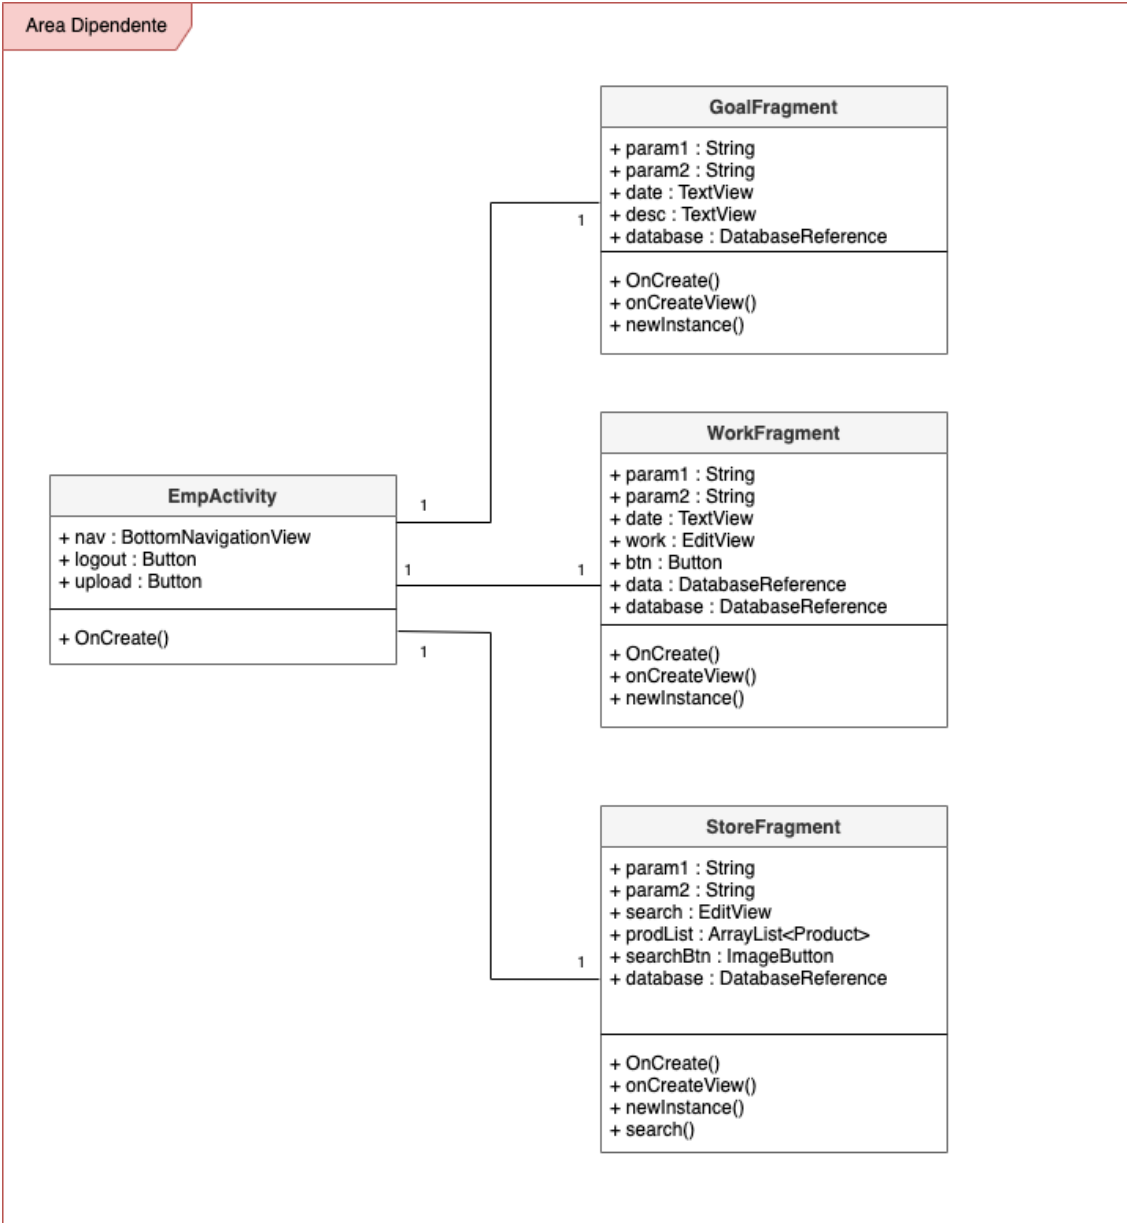 Area Dipendente
GoalFragment
+ param1 : String
+ param2 : String
+ date : TextView
+ desc : TextView
+ database : DatabaseReference
+ OnCreate()
+ onCreateView()
+ newInstance()
1
WorkFragment
+ param1 : String
+ param2 : String
+ date : TextView
+ work : EditView
+ btn : Button
+ data : DatabaseReference
+ database : DatabaseReference
+ OnCreate()
+ onCreateView()
+ newInstance()
1
EmpActivity
+ nav : BottomNavigationView
+ logout : Button
+ upload : Button
+ OnCreate()
1
1
1
StoreFragment
+ param1 : String
+ param2 : String
+ search : EditView
+ prodList : ArrayList<Product>
+ searchBtn : ImageButton
+ database : DatabaseReference
+ OnCreate()
+ onCreateView()
+ newInstance()
+ search()
1